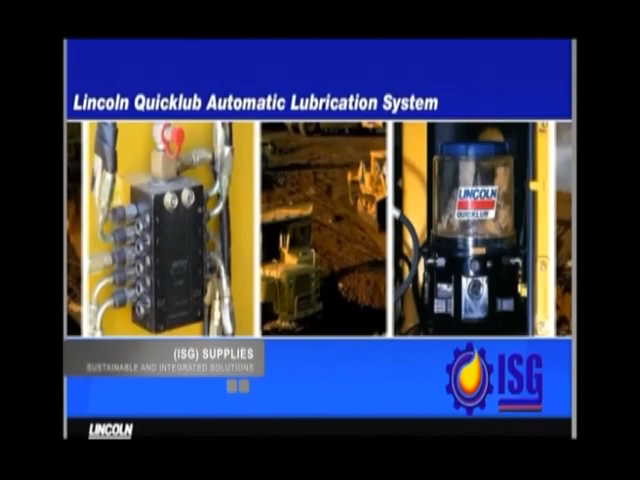 Lincoln Quicklub Automatic Lubrication System
LINCOLN
QUICKLUB
(ISG) SUPPLIES
SUSTAINABLE AND INTEGRATED SOLUTIONS
ISG
LINCOLN